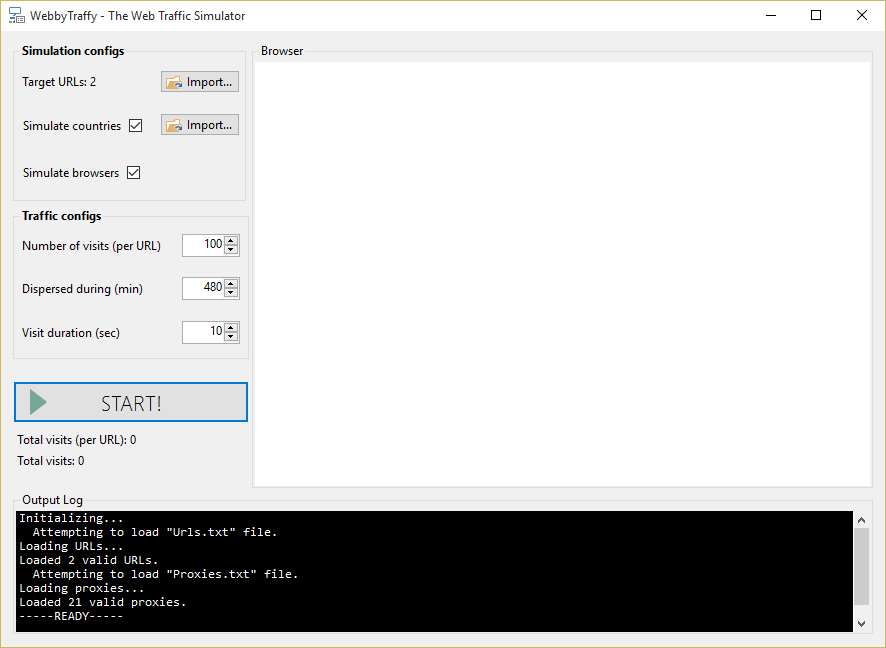 WebbyTraffy - The Web Traffic Simulator
Simulation configs
Target URLs: 2
Import...
Simulate countries
Import...
Simulate browsers
Traffic configs
Number of visits (per URL)
100
Dispersed during (min)
480
Visit duration (sec)
10
START!
Total visits (per URL): 0
Total visits: 0
Browser
Output Log
Initializing...
Attempting to load "Urls.txt" file.
Loading URLs...
Loaded 2 valid URLs.
Attempting to load "Proxies.txt" file.
Loading proxies...
Loaded 21 valid proxies.
-----READY-----